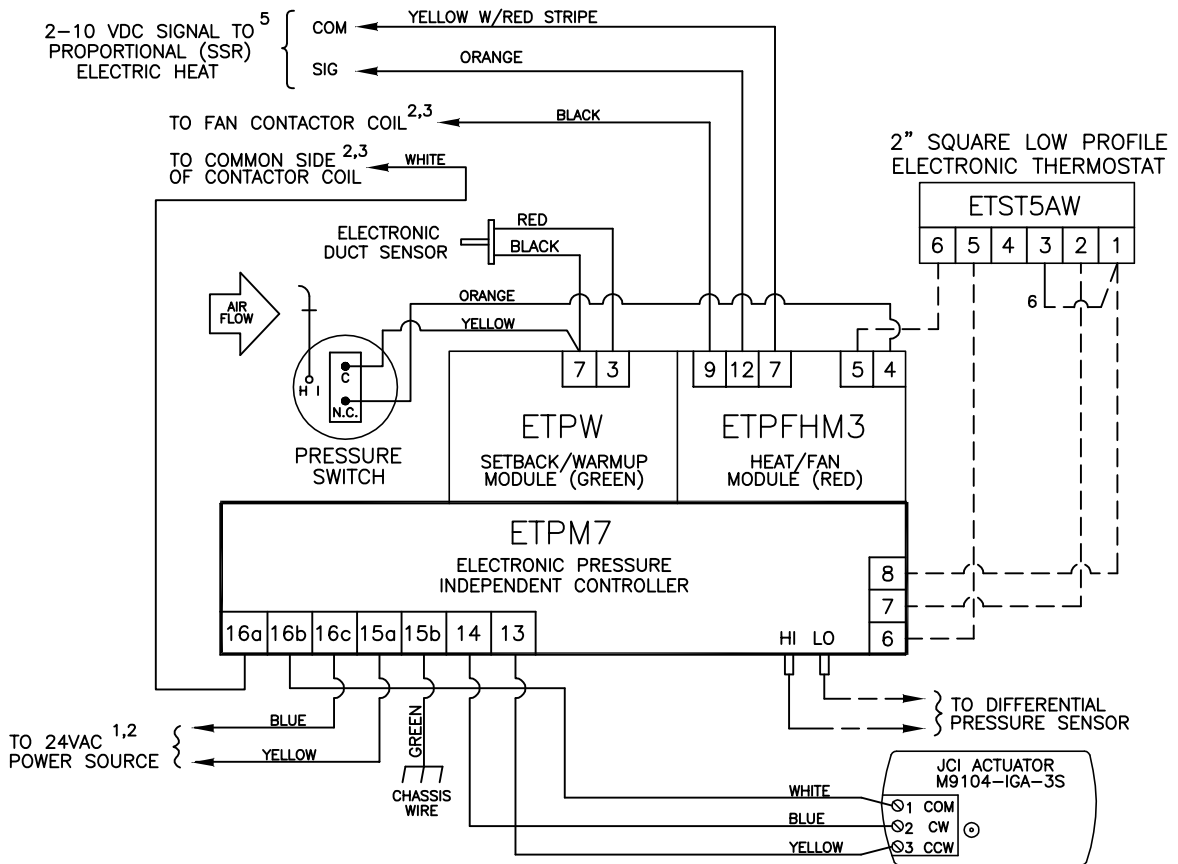 2-10 VDC SIGNAL TO 5
PROPORTIONAL (SSR)
ELECTRIC HEAT
COM
YELLOW W/RED STRIPE
SIG
ORANGE
TO FAN CONTACTOR COIL 2,3
BLACK
TO COMMON SIDE 2,3
OF CONTACTOR COIL
WHITE
2" SQUARE LOW PROFILE
ELECTRONIC THERMOSTAT
ETST5AW
6 5 4 3 2 1
6
ELECTRONIC
DUCT SENSOR
RED
BLACK
AIR
FLOW
ORANGE
YELLOW
H I
C
N.C.
PRESSURE
SWITCH
7 3
9 12 7
5 4
ETPW
SETBACK/WARMUP
MODULE (GREEN)
ETPFHM3
HEAT/FAN
MODULE (RED)
ETPM7
ELECTRONIC PRESSURE
INDEPENDENT CONTROLLER
8
7
6
16a 16b 16c 15a 15b 14 13
HI LO
TO DIFFERENTIAL
PRESSURE SENSOR
TO 24VAC 1,2
POWER SOURCE
BLUE
YELLOW
GREEN
CHASSIS
WIRE
JCI ACTUATOR
M9104-IGA-3S
WHITE
1 COM
BLUE
2 CW
YELLOW
3 CCW